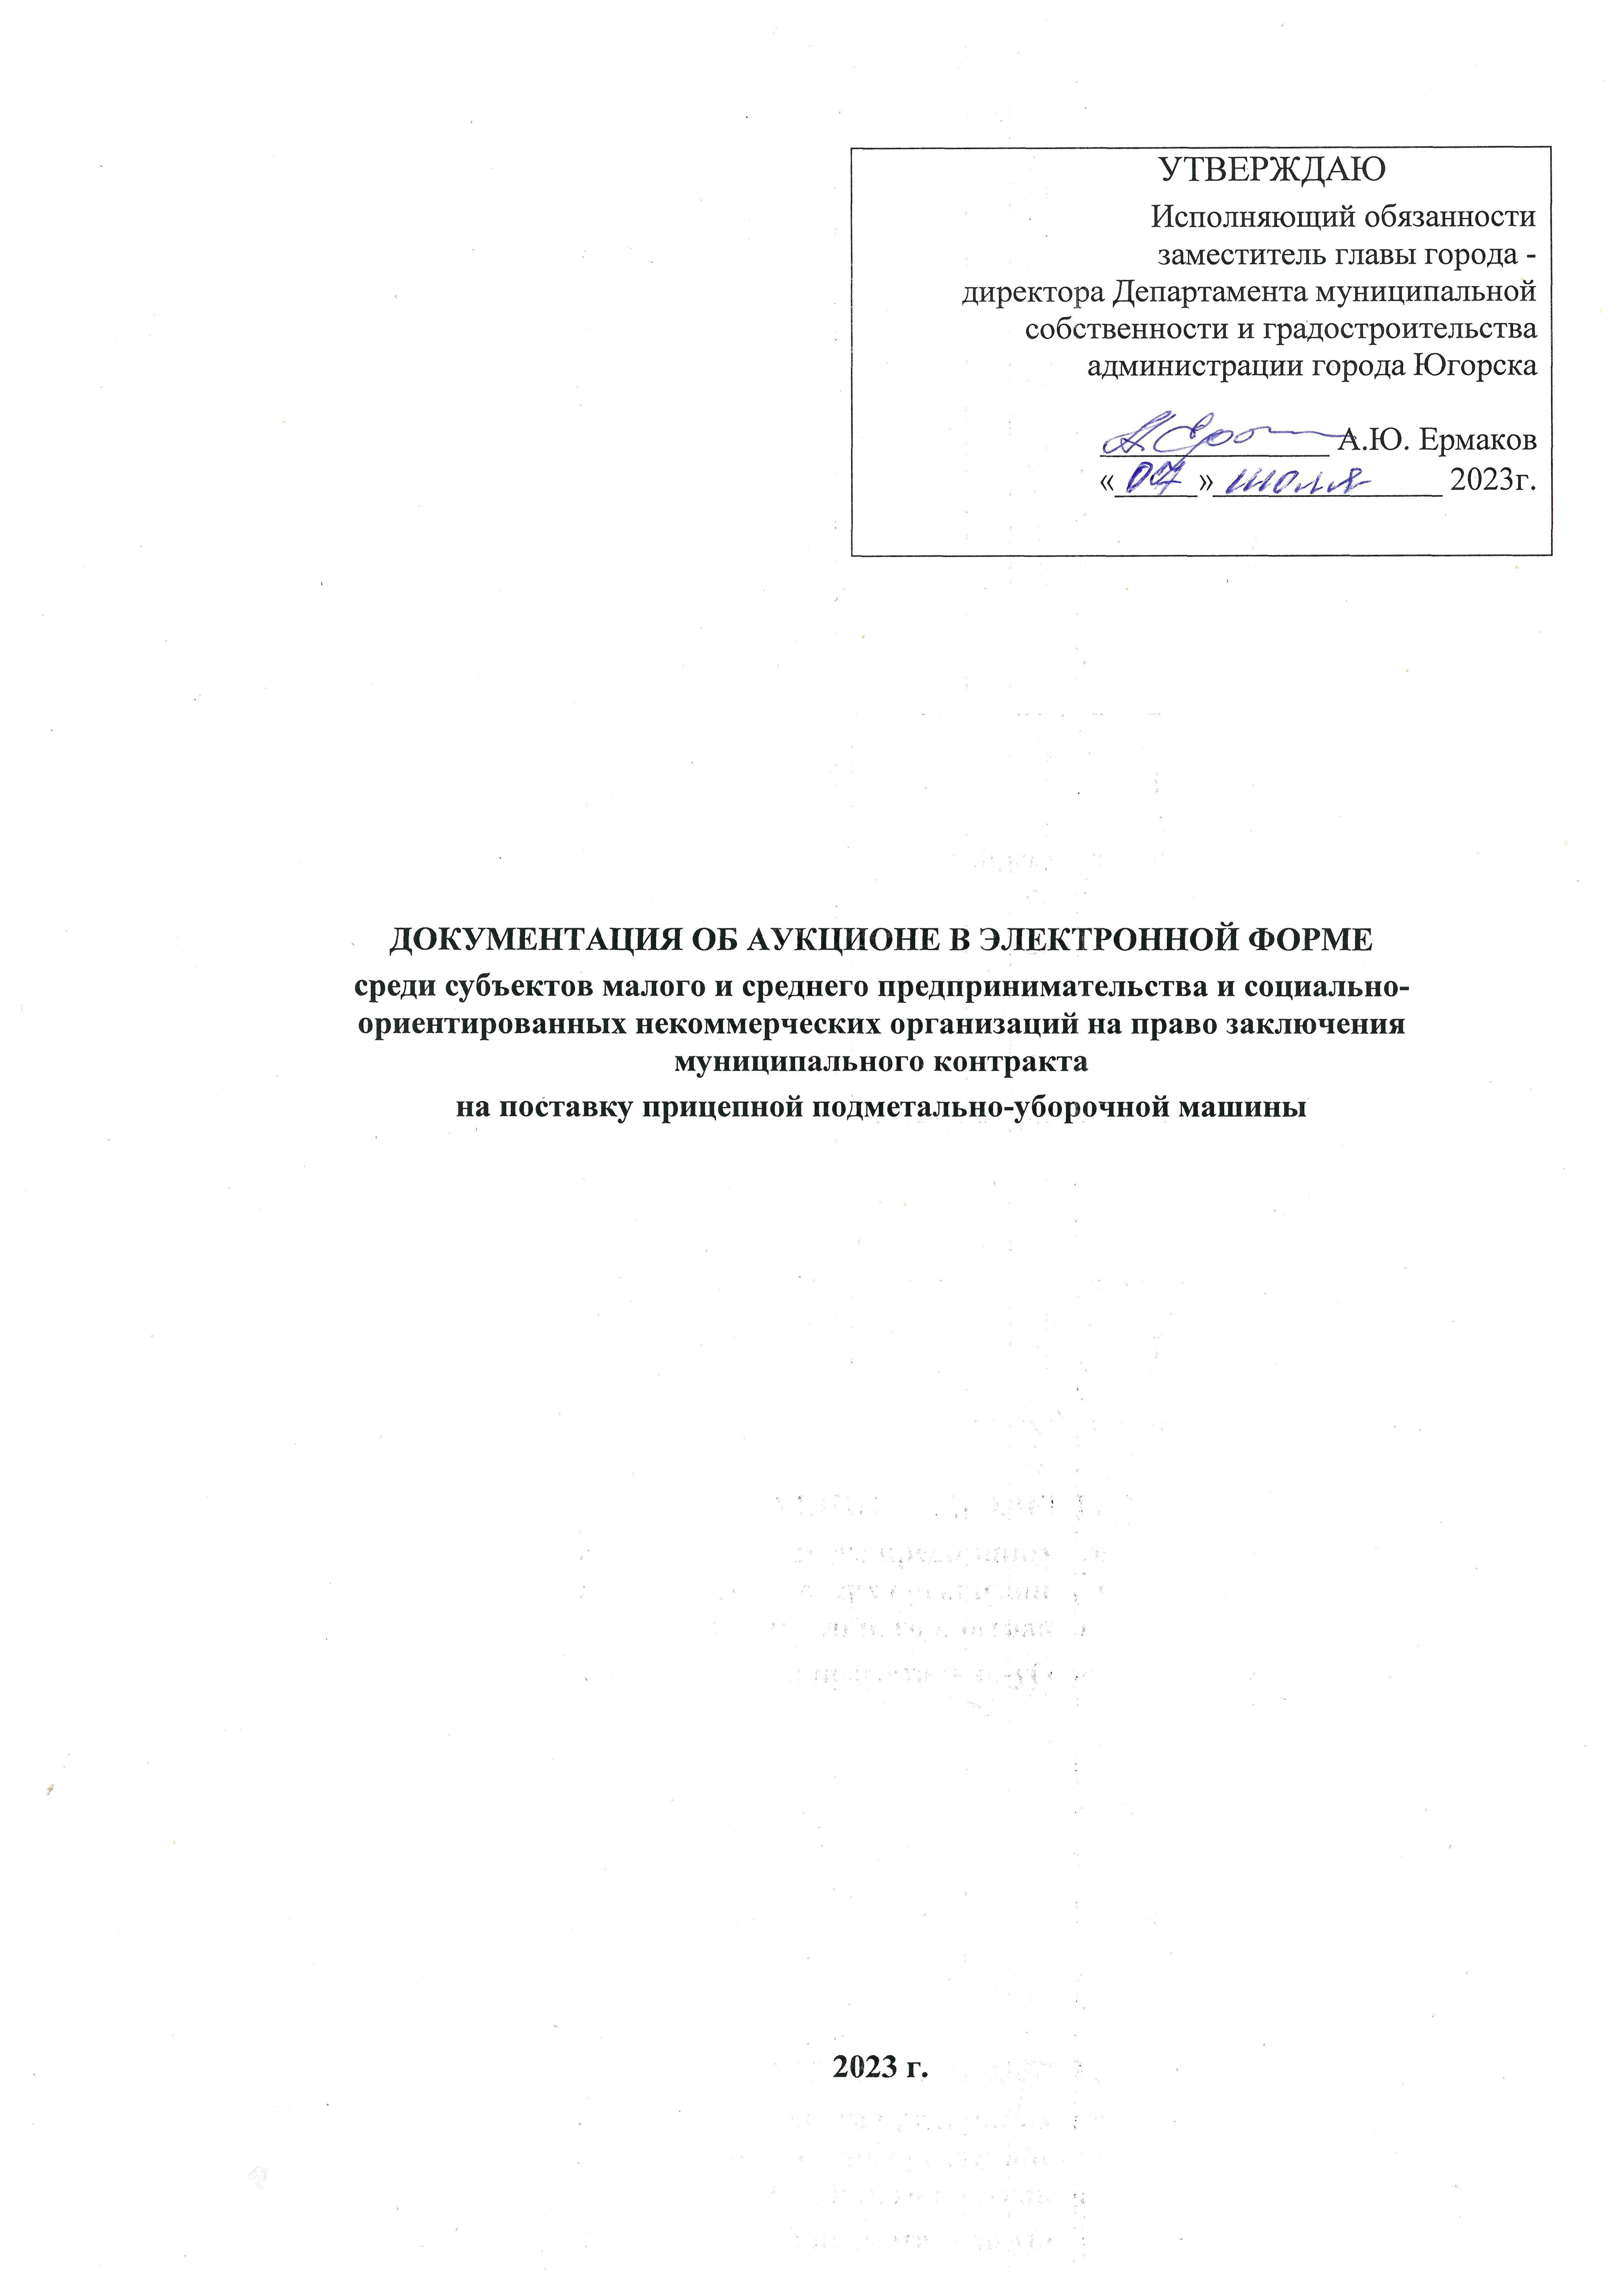 УТВЕРЖДАЮ
Исполняющий обязанности
заместитель главы города -
директора Департамента муниципальной
собственности и градостроительства
администрации города Югорска
А.Ю. Ермаков
«07» июля 2023г.
ДОКУМЕНТАЦИЯ ОБ АУКЦИОНЕ В ЭЛЕКТРОННОЙ ФОРМЕ
среди субъектов малого и среднего предпринимательства и социально-
ориентированных некоммерческих организаций на право заключения
муниципального контракта
на поставку прицепной подметально-уборочной машины
2023 г.